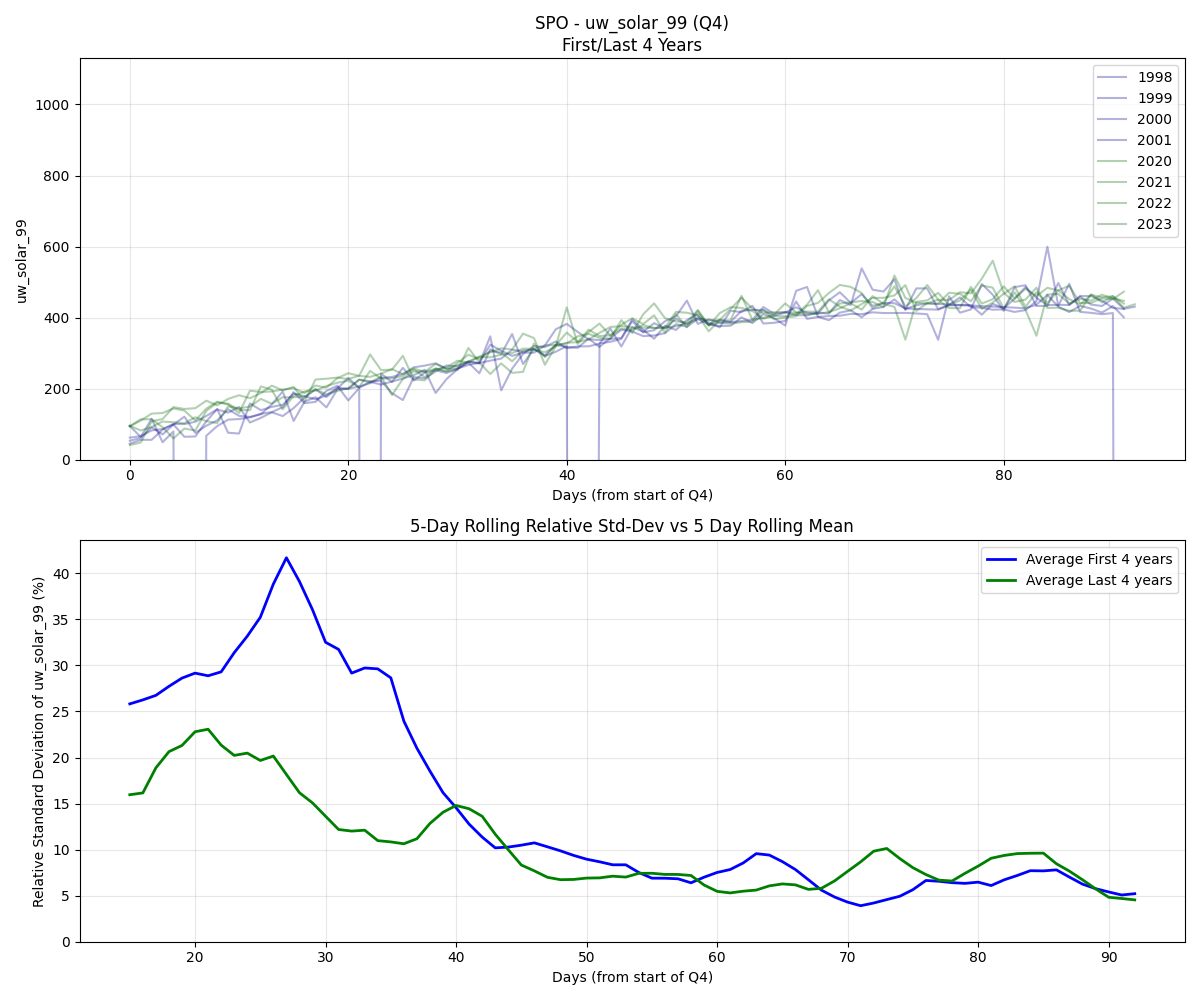 SPO - uw_solar_99 (Q4)
First/Last 4 Years
uw_solar_99
1000
800
600
400
200
0
1998
1999
2000
2001
2020
2021
2022
2023
0 20 40 60 80
Days (from start of Q4)
5-Day Rolling Relative Std-Dev vs 5 Day Rolling Mean
Relative Standard Deviation of uw_solar_99 (%)
40
35
30
25
20
15
10
5
0
Average First 4 years
Average Last 4 years
20 30 40 50 60 70 80 90
Days (from start of Q4)